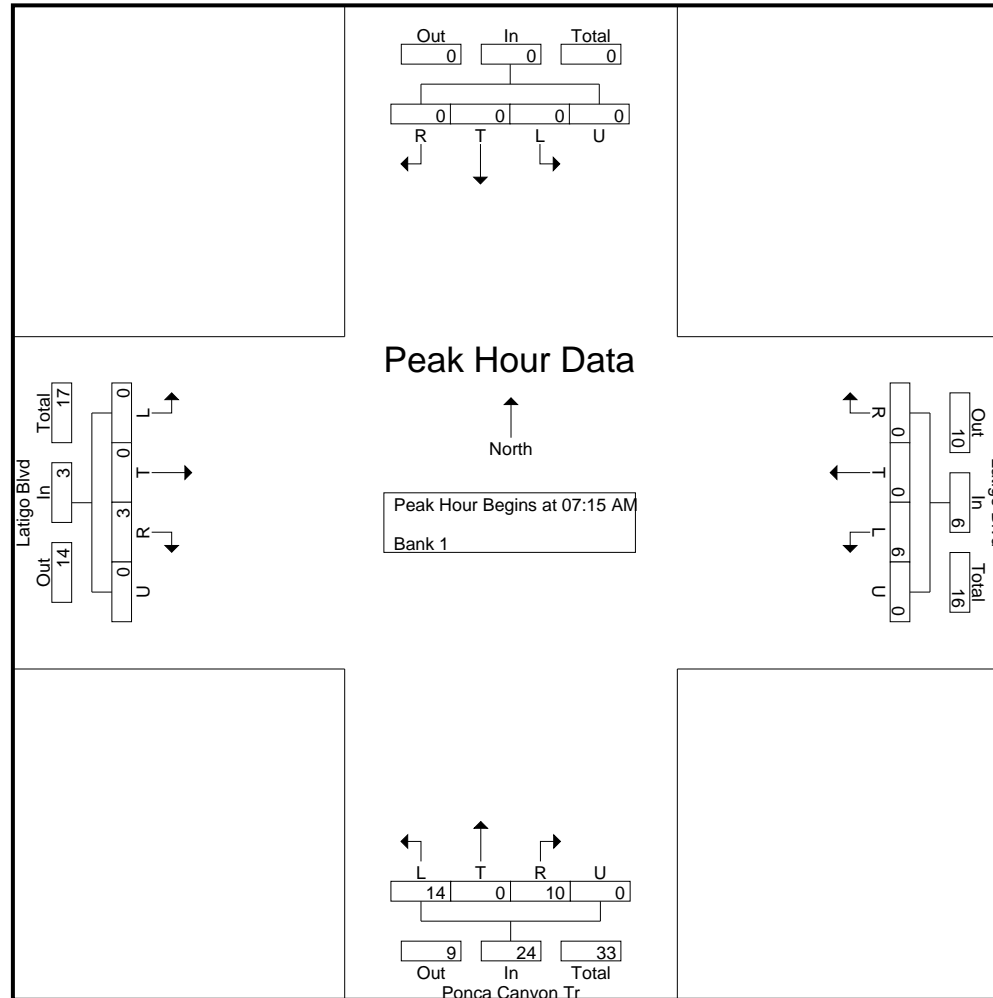 Out In Total
0 0 0
0 0 0 0
R T L U
Peak Hour Data
North
Peak Hour Begins at 07:15 AM
Bank 1
Latigo Blvd
Out In Total
14 3 17
0 0 3 0
L T R U
R T L U
0 0 6 0
Out In Total
10 6 16
L T R U
14 0 10 0
9 24 33
Out In Total
Ponca Canyon Tr